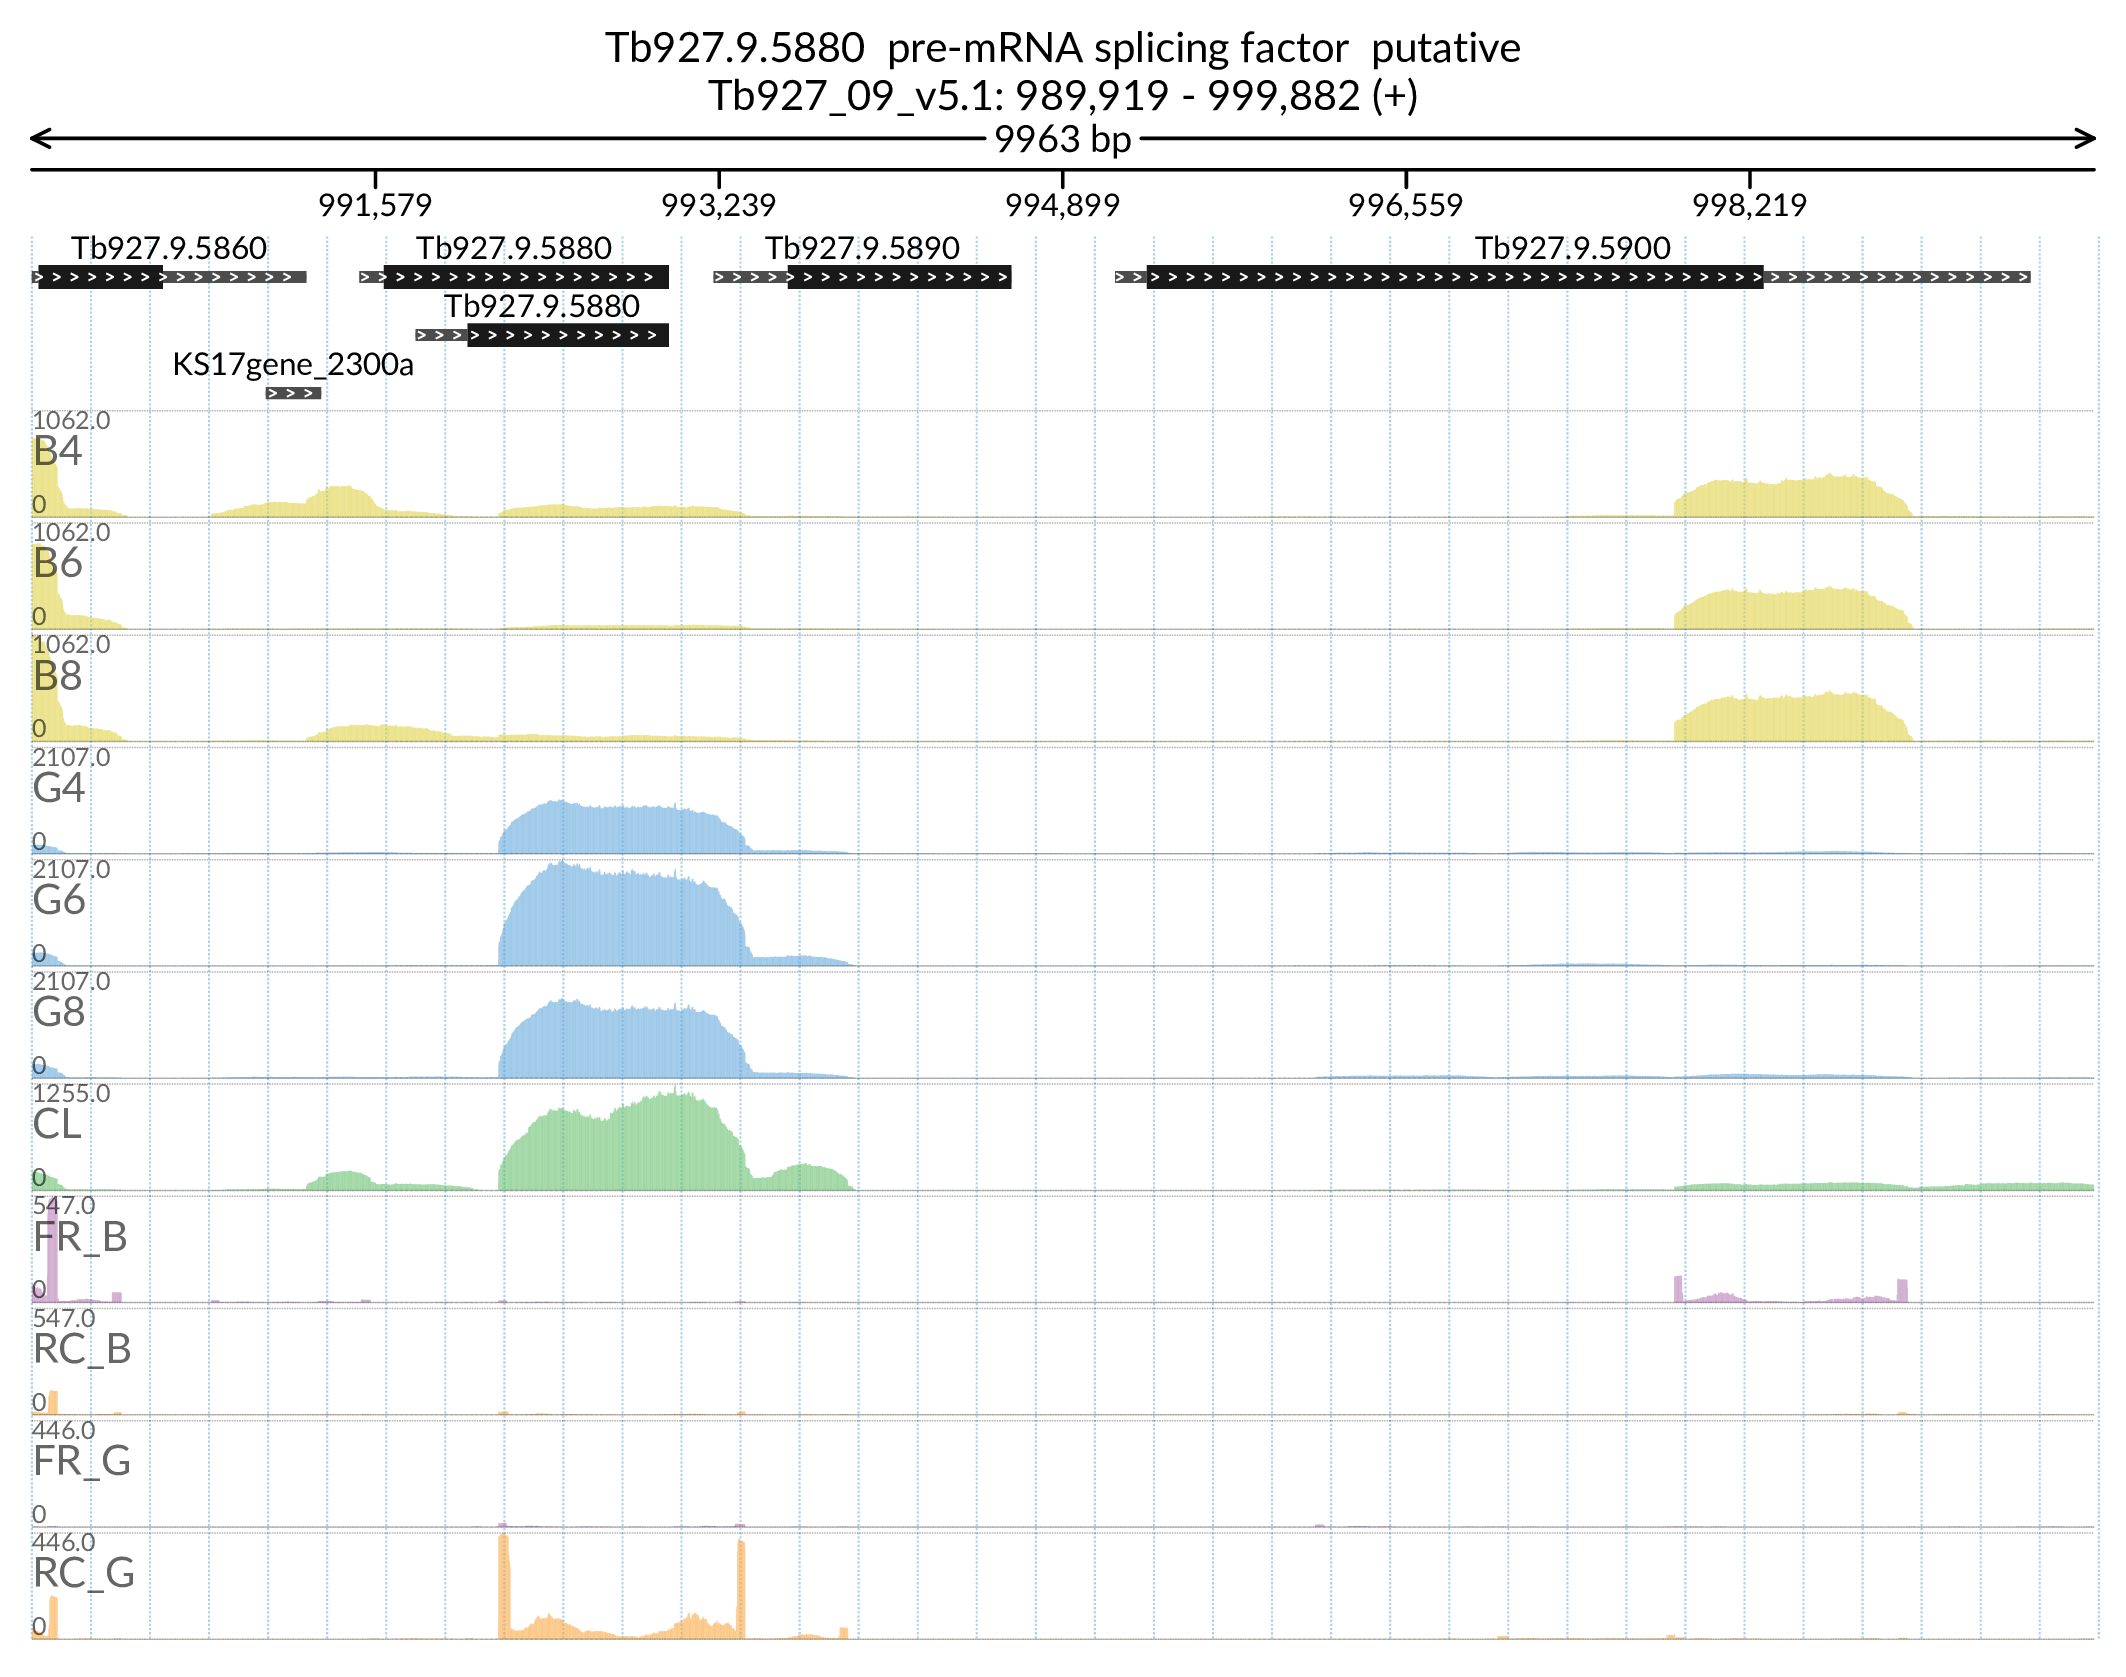 Tb927.9.5880  pre-mRNA splicing factor  putative
Tb927_09_v5.1: 989,919 - 999,882 (+)
9963 bp
991,579 993,239 994,899 996,559 998,219
Tb927.9.5860 Tb927.9.5880 Tb927.9.5890 Tb927.9.5900
Tb927.9.5880
KS17gene_2300a
1062.0
B4
0
1062.0
B6
0
1062.0
B8
0
2107.0
G4
0
2107.0
G6
0
2107.0
G8
0
1255.0
CL
0
547.0
FR_B
0
547.0
RC_B
0
446.0
FR_G
0
446.0
RC_G
0